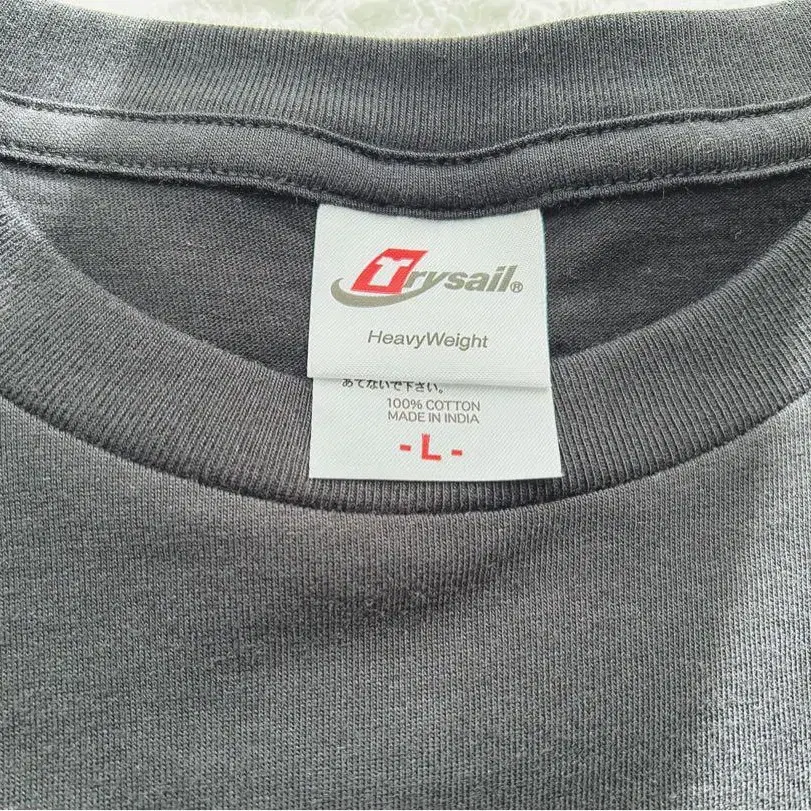 Trysail®
HeavyWeight
あてないで下さい。
100% COTTON
MADE IN INDIA
- L -